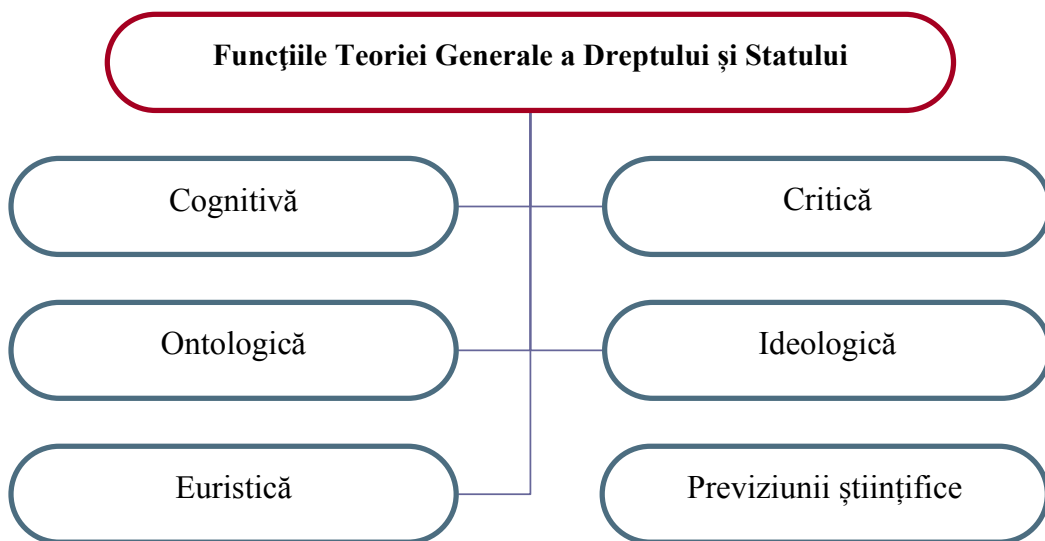 Funcţiile Teoriei Generale a Dreptului și Statului
Cognitivă
Critică
Ontologică
Ideologică
Euristică
Previziunii științifice